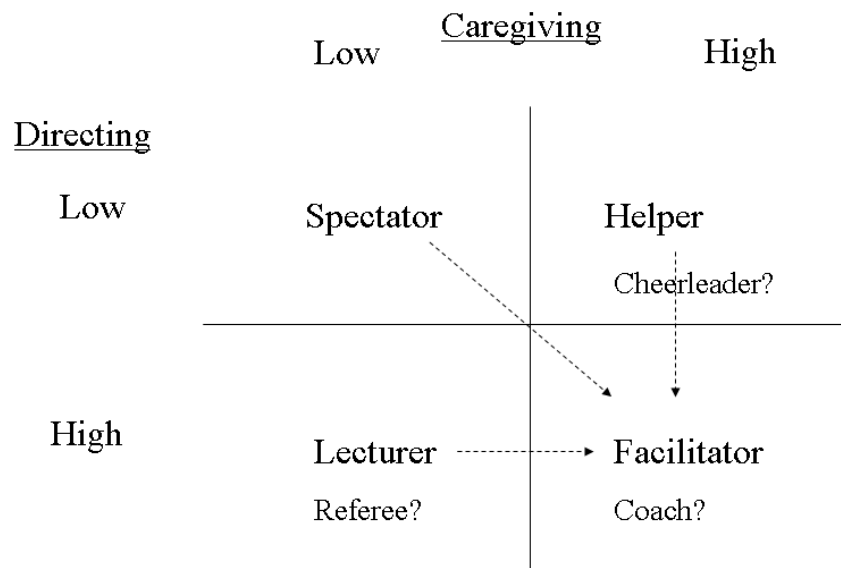 Caregiving
Low High
Directing
Low Spectator Helper
Cheerleader?
High Lecturer Facilitator
Referee? Coach?